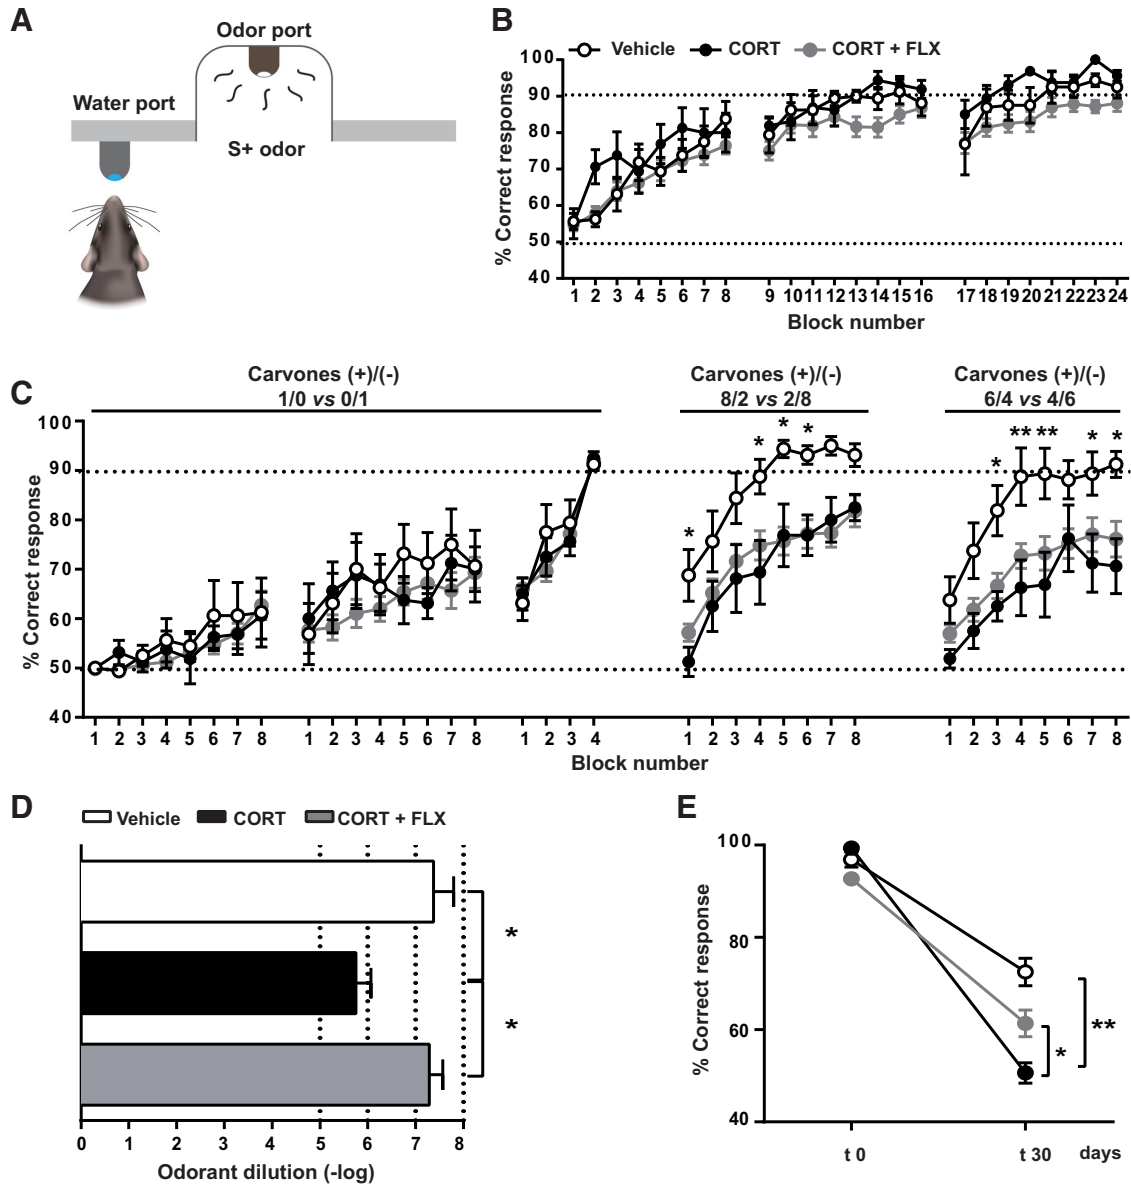 A
Odor port
Water port
S+ odor
B
Vehicle CORT CORT + FLX
% Correct response
100
90
80
70
60
50
40
1 2 3 4 5 6 7 8 9 10 11 12 13 14 15 16 17 18 19 20 21 22 23 24
Block number
C
Carvones (+)/(-)
1/0 vs 0/1
Carvones (+)/(-)
8/2 vs 2/8
Carvones (+)/(-)
6/4 vs 4/6
% Correct response
100
90
80
70
60
50
40
* * * *
* ** ** * *
1 2 3 4 5 6 7 8 1 2 3 4 5 6 7 8 1 2 3 4 1 2 3 4 5 6 7 8 1 2 3 4 5 6 7 8
Block number
D
Vehicle CORT CORT + FLX
*
*
0 1 2 3 4 5 6 7 8
Odorant dilution (-log)
E
% Correct response
100
80
60
40
**
*
t 0 t 30 days